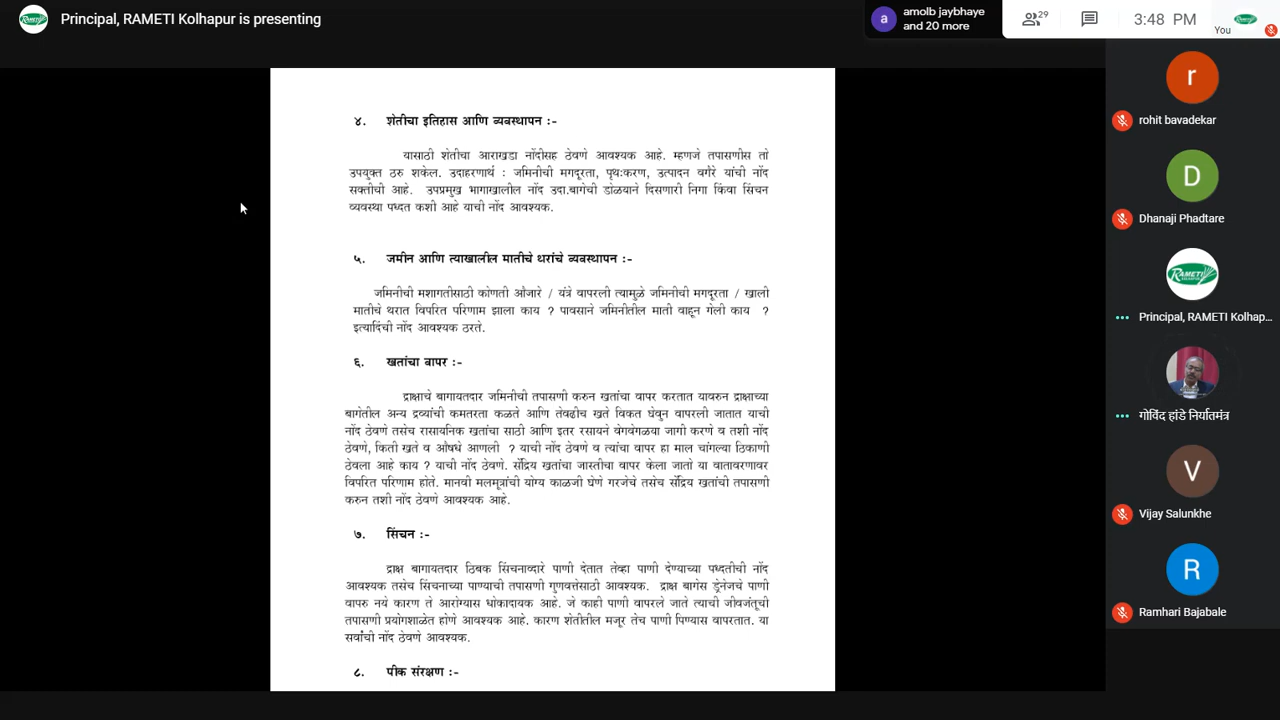 Principal, RAMETI Kolhapur is presenting
a
amolb jaybhaye
and 20 more
29
3:48 PM
RAMETI
You
४. शेतीचा इतिहास आणि व्यवस्थापन :-
यासाठी शेतीचा आराखडा नोंदीसह ठेवणे आवश्यक आहे. म्हणजे तपासणीस तो
उपयुक्त ठरु शकेल. उदाहरणार्थ : जमिनीची मगदूरता, पृथःकरण, उत्पादन वगैरे यांची नोंद
सक्तीची आहे. उपप्रमुख भागाखालील नोंद उदा.बागेची डोळयाने दिसणारी निगा किंवा सिंचन
व्यवस्था पध्दत कशी आहे याची नोंद आवश्यक.
५. जमीन आणि त्याखालील मातीचे थरांचे व्यवस्थापन :-
जमिनीची मशागतीसाठी कोणती औजारे / यंत्रे वापरली त्यामुळे जमिनीची मगदूरता / खाली
मातीचे थरात विपरित परिणाम झाला काय ? पावसाने जमिनीतील माती वाहून गेली काय ?
इत्यादिंची नोंद आवश्यक ठरते.
६. खतांचा वापर :-
द्राक्षाचे बागायतदार जमिनीची तपासणी करुन खतांचा वापर करतात यावरुन द्राक्षाच्या
बागेतील अन्य द्रव्यांची कमतरता कळते आणि तेवढीच खते विकत घेवुन वापरली जातात याची
नोंद ठेवणे तसेच रासायनिक खतांचा साठी आणि इतर रसायने वेगवेगळया जागी करणे व तशी नोंद
ठेवणे, किती खते व औषधे आणली ? याची नोंद ठेवणे व त्यांचा वापर हा माल चांगल्या ठिकाणी
ठेवला आहे काय ? याची नोंद ठेवणे. सेंद्रिय खतांचा जास्तीचा वापर केला जातो या वातावरणावर
विपरित परिणाम होते. मानवी मलमूत्रांची योग्य काळजी घेणे गरजेचे तसेच सेंद्रिय खतांची तपासणी
करुन तशी नोंद ठेवणे आवश्यक आहे.
७. सिंचन :-
द्राक्ष बागायतदार ठिबक सिंचनाव्दारे पाणी देतात तेव्हा पाणी देण्याच्या पध्दतीची नोंद
आवश्यक तसेच सिंचनाच्या पाण्याची तपासणी गुणवत्तेसाठी आवश्यक. द्राक्ष बागेस ड्रेनेजचे पाणी
वापरु नये कारण ते आरोग्यास धोकादायक आहे. जे काही पाणी वापरले जाते त्याची जीवजंतूची
तपासणी प्रयोगशाळेत होणे आवश्यक आहे. कारण शेतीतील मजूर तेच पाणी पिण्यास वापरतात. या
सर्वांची नोंद ठेवणे आवश्यक.
८. पीक संरक्षण :-
r
rohit bavadekar
D
Dhanaji Phadtare
RAMETI
Principal, RAMETI Kolhap...
गोविंद हांडे निर्यातमंत्र
V
Vijay Salunkhe
R
Ramhari Bajabale